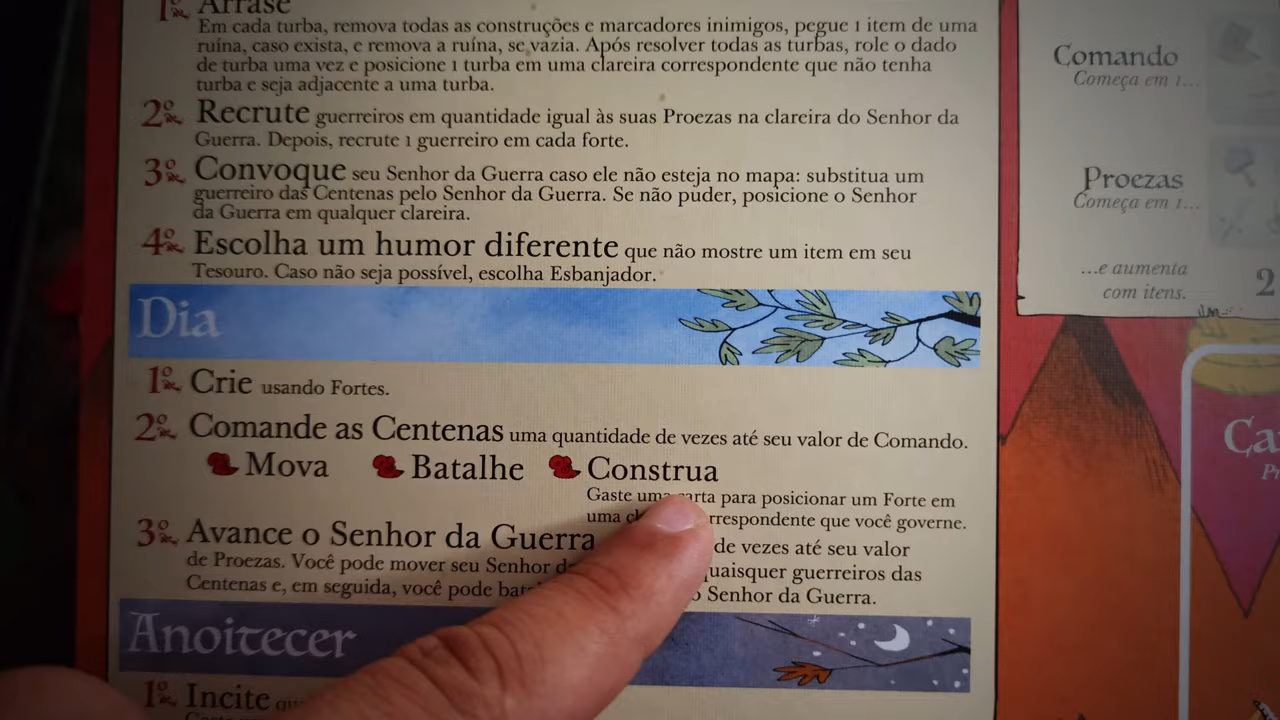 1º Arrase
Em cada turba, remova todas as construções e marcadores inimigos, pegue 1 item de uma
ruína, caso exista, e remova a ruína, se vazia. Após resolver todas as turbas, role o dado
de turba uma vez e posicione 1 turba em uma clareira correspondente que não tenha
turba e seja adjacente a uma turba.
2º Recrute guerreiros em quantidade igual às suas Proezas na clareira do Senhor da
Guerra. Depois, recrute 1 guerreiro em cada forte.
3º Convoque seu Senhor da Guerra caso ele não esteja no mapa: substitua um
guerreiro das Centenas pelo Senhor da Guerra. Se não puder, posicione o Senhor
da Guerra em qualquer clareira.
4º Escolha um humor diferente que não mostre um item em seu
Tesouro. Caso não seja possível, escolha Esbanjador.
Dia
1º Crie usando Fortes.
2º Comande as Centenas uma quantidade de vezes até seu valor de Comando.
Mova Batalhe Construa
Gaste uma carta para posicionar um Forte em
uma que você governe.
3º Avance o Senhor da Guerra de vezes até seu valor
de Proezas. Você pode mover seu Senhor guerreiros das
Centenas e, em seguida, você pode Senhor da Guerra.
Anoitecer
1º Incite
Comando
Começa em 1...
Proezas
Começa em 1...
...e aumenta
com itens.
2